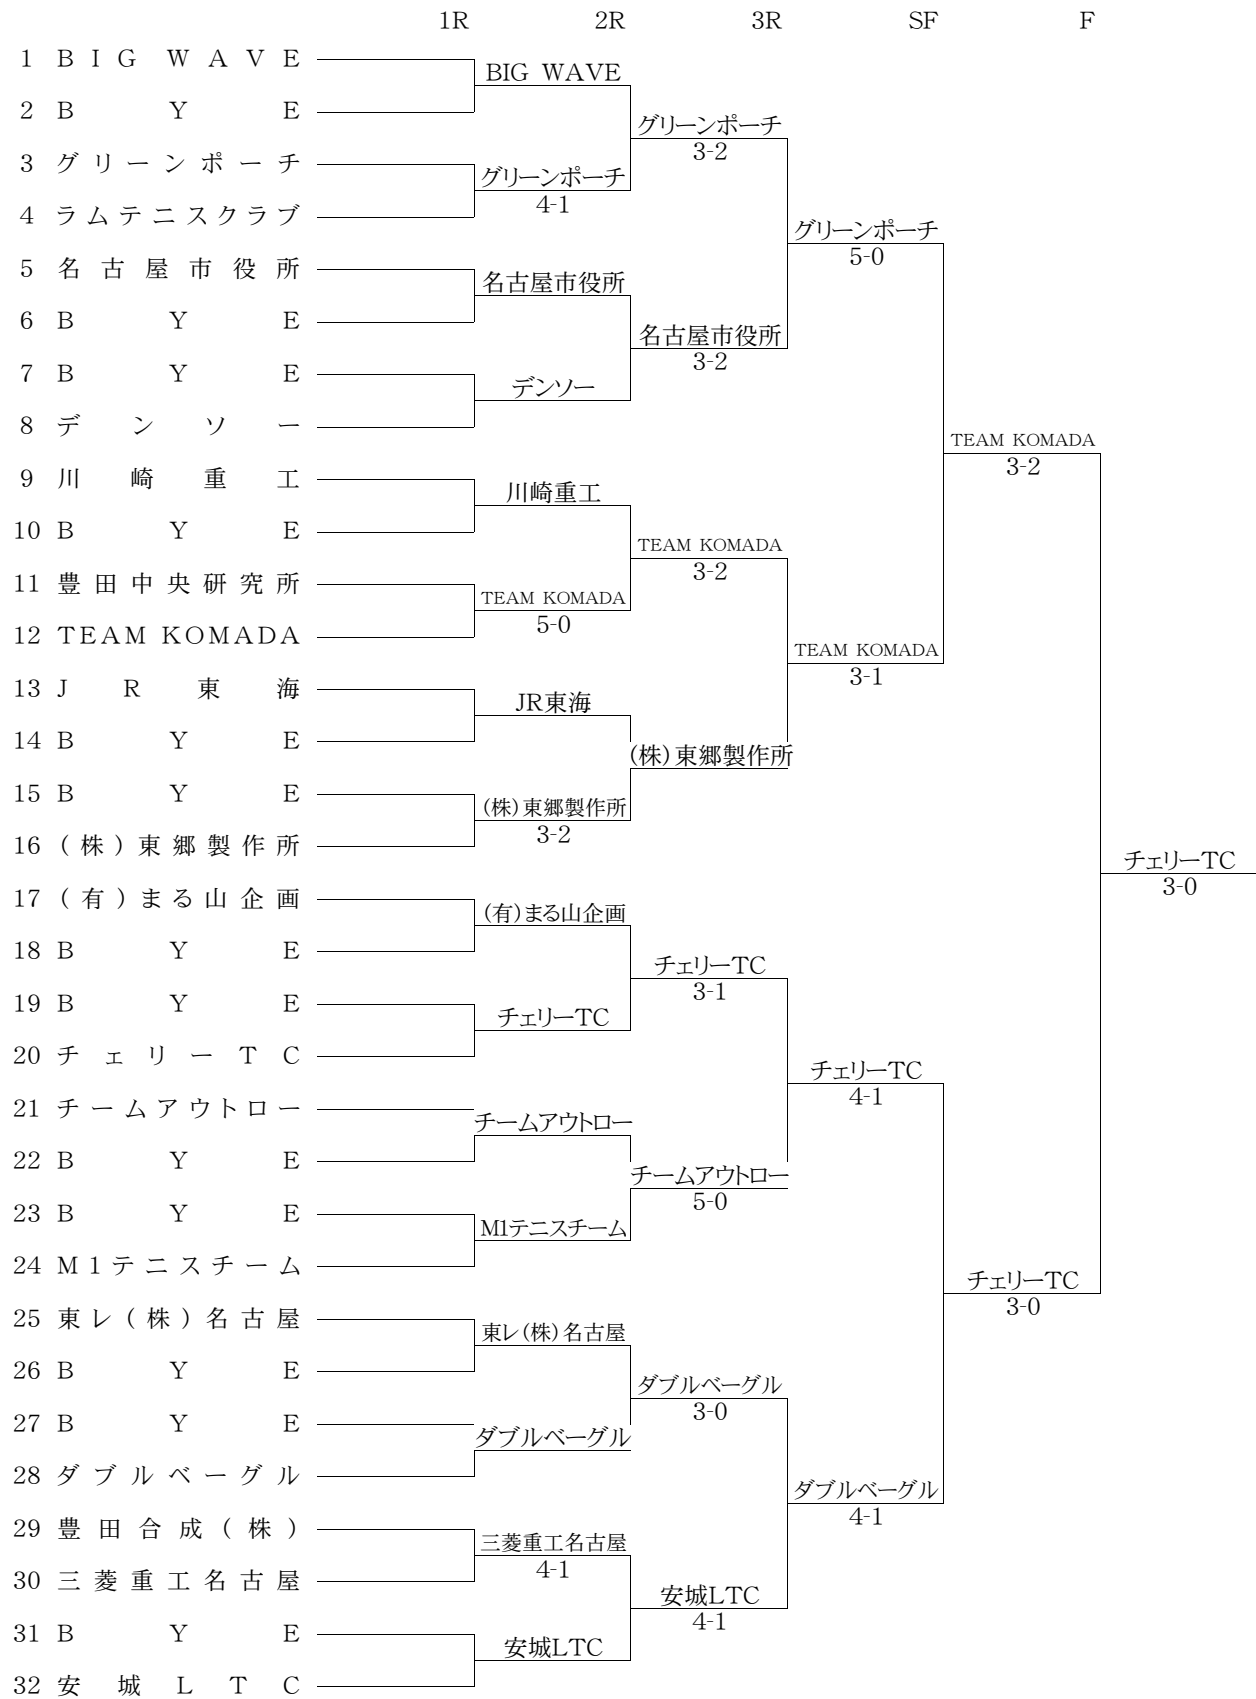 1R 2R 3R SF F
1 BIG WAVE
BIG WAVE
2 BYE
グリーンポーチ
3-2
3 グリーンポーチ
グリーンポーチ
4-1
4 ラムテニスクラブ
グリーンポーチ
5-0
5 名古屋市役所
名古屋市役所
6 BYE
名古屋市役所
3-2
7 BYE
デンソー
8 デンソー
TEAM KOMADA
3-2
9 川崎重工
川崎重工
10 BYE
TEAM KOMADA
3-2
11 豊田中央研究所
TEAM KOMADA
5-0
12 TEAM KOMADA
TEAM KOMADA
3-1
13 JR東海
JR東海
14 BYE
(株)東郷製作所
15 BYE
(株)東郷製作所
3-2
16 (株)東郷製作所
チェリーTC
3-0
17 (有)まる山企画
(有)まる山企画
18 BYE
チェリーTC
3-1
19 BYE
チェリーTC
20 チェリーTC
チェリーTC
4-1
21 チームアウトロー
チームアウトロー
22 BYE
チームアウトロー
5-0
23 BYE
M1テニスチーム
24 M1テニスチーム
チェリーTC
3-0
25 東レ(株)名古屋
東レ(株)名古屋
26 BYE
ダブルベーグル
3-0
27 BYE
ダブルベーグル
28 ダブルベーグル
ダブルベーグル
4-1
29 豊田合成(株)
三菱重工名古屋
4-1
30 三菱重工名古屋
安城LTC
4-1
31 BYE
安城LTC
32 安城LTC